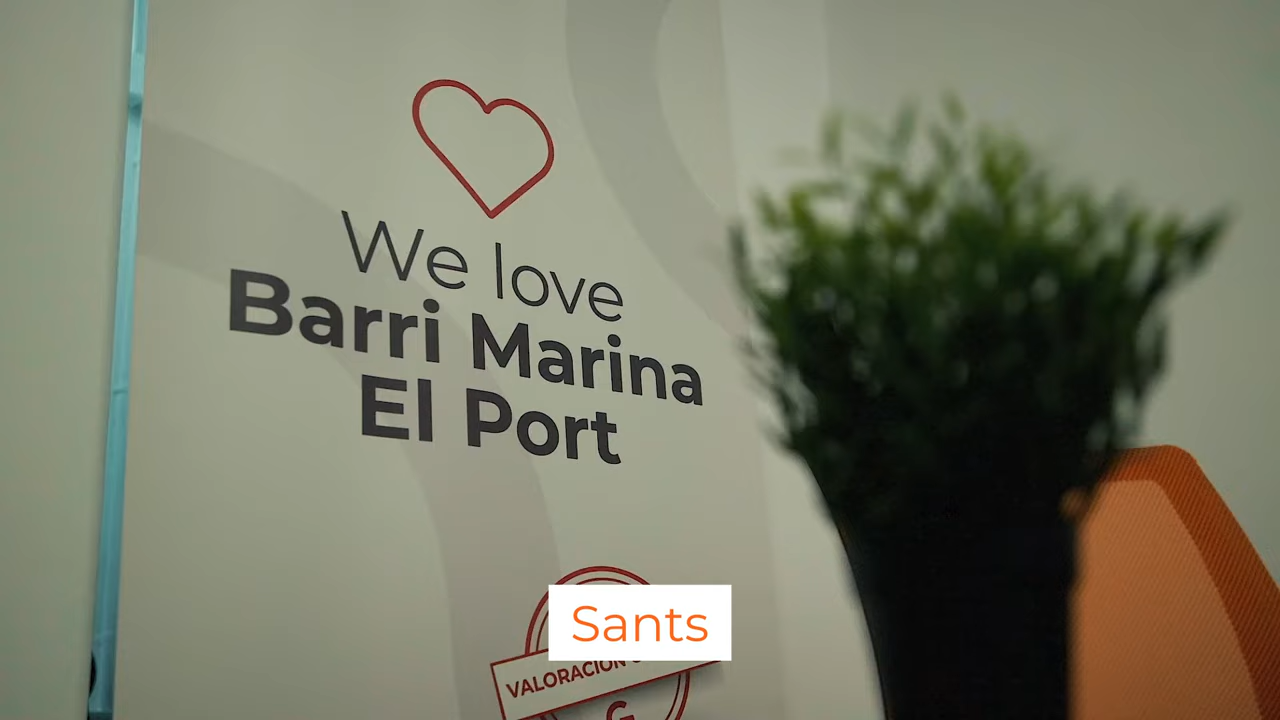 We love
Barri Marina
El Port
Sants
VALORACIÓN
G